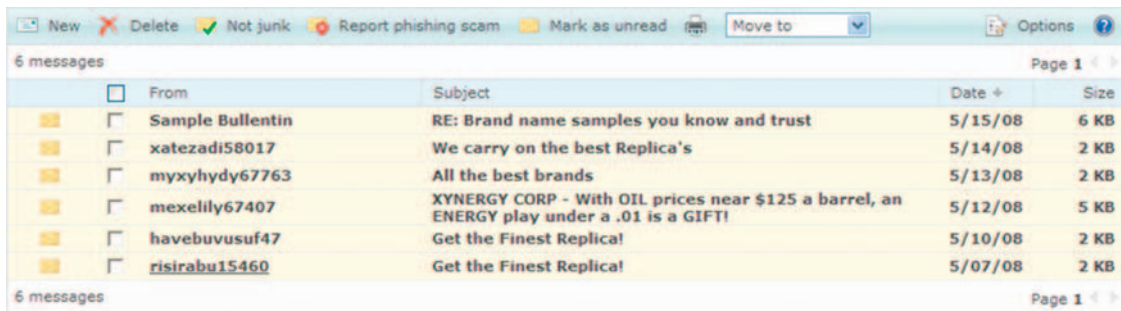 New Delete Not junk Report phishing scam Mark as unread Move to Options ?
6 messages Page 1
From Subject Date Size
Sample Bullentin RE: Brand name samples you know and trust 5/15/08 6 KB
xatezadi58017 We carry on the best Replica's 5/14/08 2 KB
myxyhydy67763 All the best brands 5/13/08 2 KB
mexelily67407 XYNERGY CORP - With OIL prices near $125 a barrel, an
ENERGY play under a .01 is a GIFT! 5/12/08 5 KB
havebuvusuf47 Get the Finest Replica! 5/10/08 2 KB
risirabu15460 Get the Finest Replica! 5/07/08 2 KB
6 messages Page 1